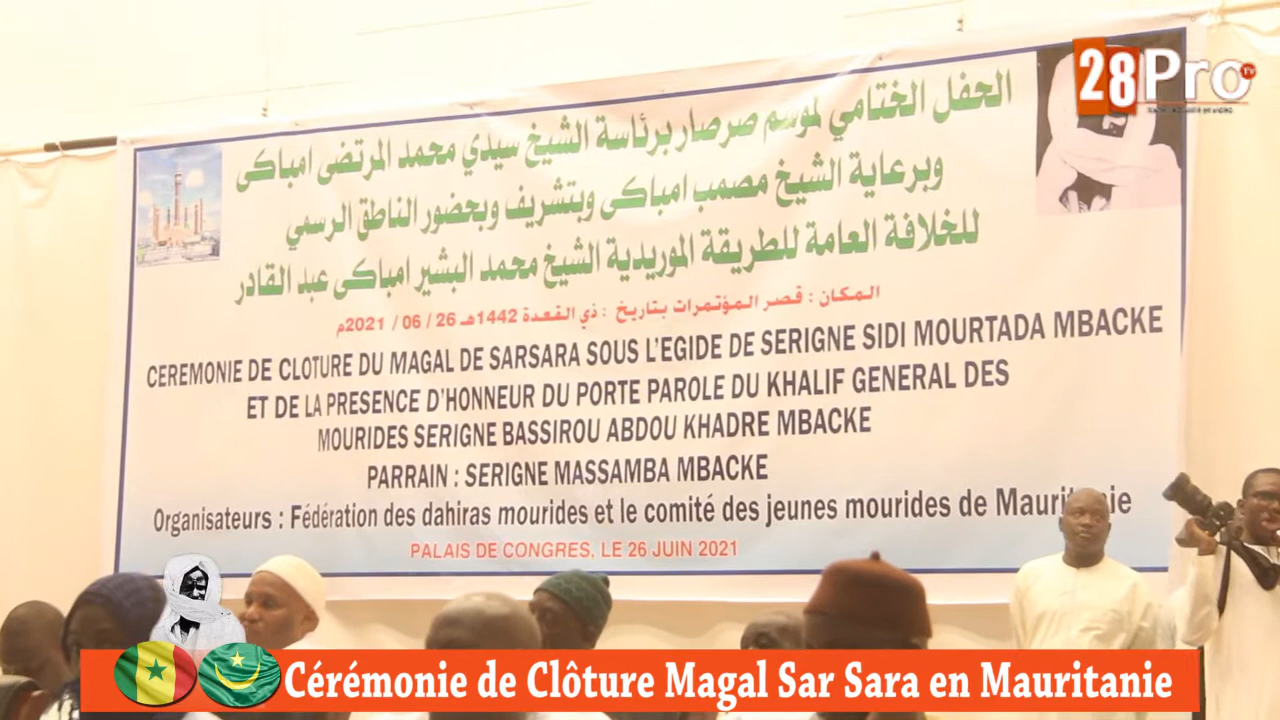 28Pro TV
الحفل الختامي لموسم صرصار برئاسة الشيخ سيدي محمد المرتضى امباكى
وبرعاية الشيخ مصمب امباكى وبتشريف وبحضور الناطق الرسمي
للخلافة العامة للطريقة الموريدية الشيخ محمد البشير امباكى عبد القادر
المكان : قصر المؤتمرات بتاريخ : ذي القعدة 1442هـ 26 / 06 / 2021م
CEREMONIE DE CLOTURE DU MAGAL DE SARSARA SOUS L'EGIDE DE SERIGNE SIDI MOURTADA MBACKE
ET DE LA PRESENCE D'HONNEUR DU PORTE PAROLE DU KHALIF GENERAL DES
MOURIDES SERIGNE BASSIROU ABDOU KHADRE MBACKE
PARRAIN : SERIGNE MASSAMBA MBACKE
Organisateurs : Fédération des dahiras mourides et le comité des jeunes mourides de Mauritanie
PALAIS DE CONGRES, LE 26 JUIN 2021
Cérémonie de Clôture Magal Sar Sara en Mauritanie